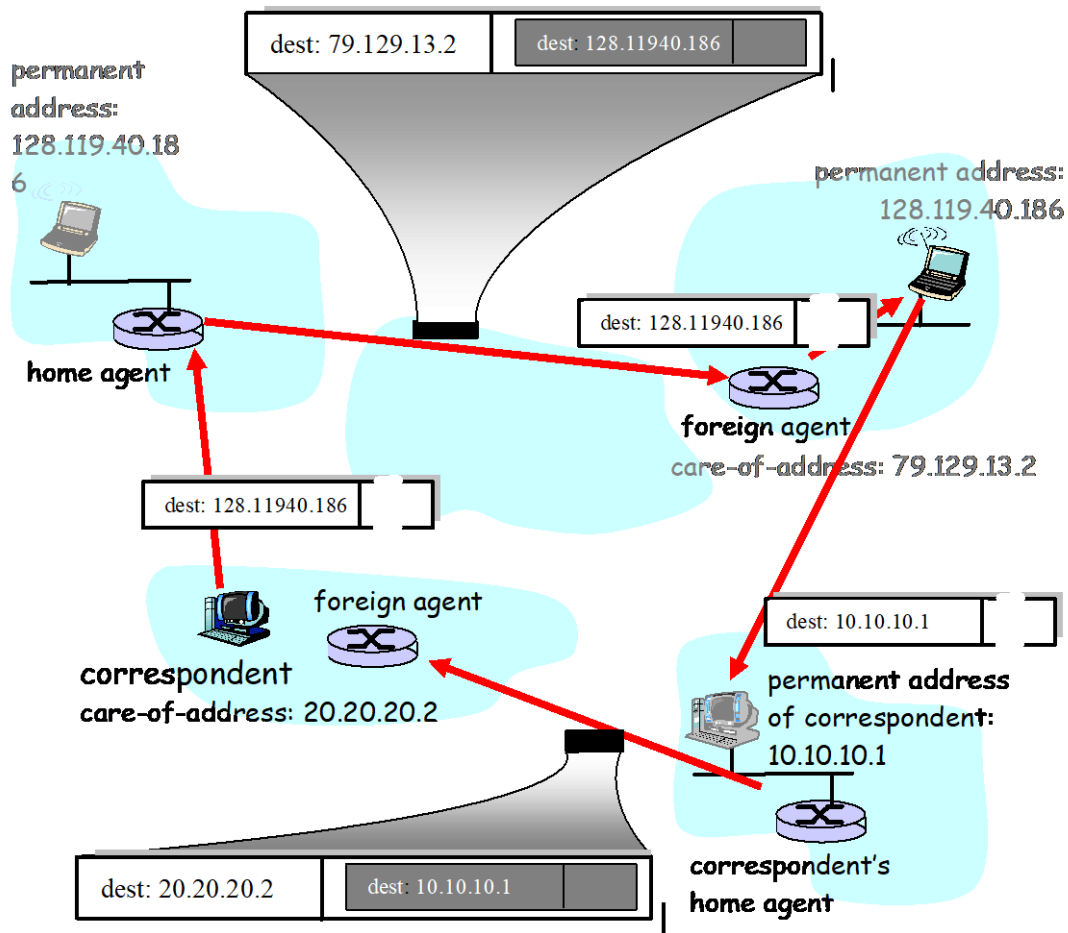 dest: 79.129.13.2
dest: 128.11940.186
permanent
address:
128.119.40.18
6
permanent address:
128.119.40.186
dest: 128.11940.186
home agent
foreign agent
care-of-address: 79.129.13.2
dest: 128.11940.186
foreign agent
correspondent
care-of-address: 20.20.20.2
dest: 10.10.10.1
permanent address
of correspondent:
10.10.10.1
dest: 20.20.20.2
dest: 10.10.10.1
correspondent's
home agent